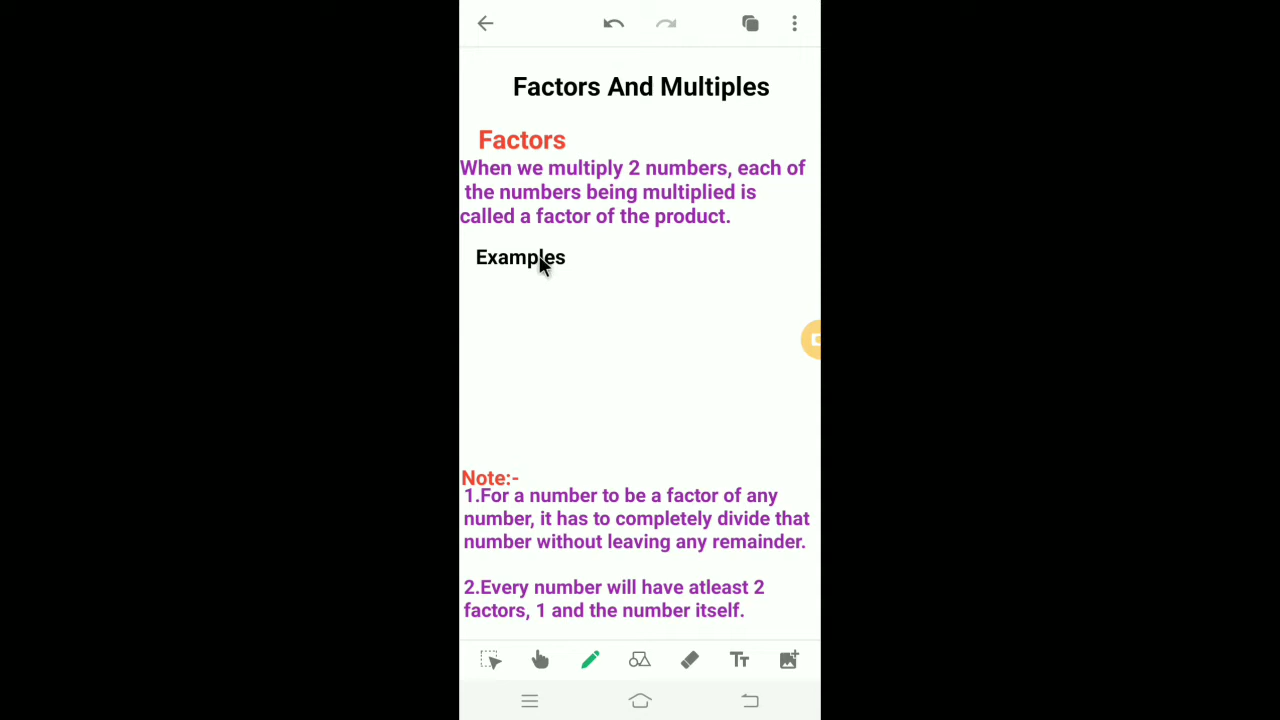 Factors And Multiples
Factors
When we multiply 2 numbers, each of
the numbers being multiplied is
called a factor of the product.
Examples
Note:-
1.For a number to be a factor of any
number, it has to completely divide that
number without leaving any remainder.
2.Every number will have atleast 2
factors, 1 and the number itself.
Tт